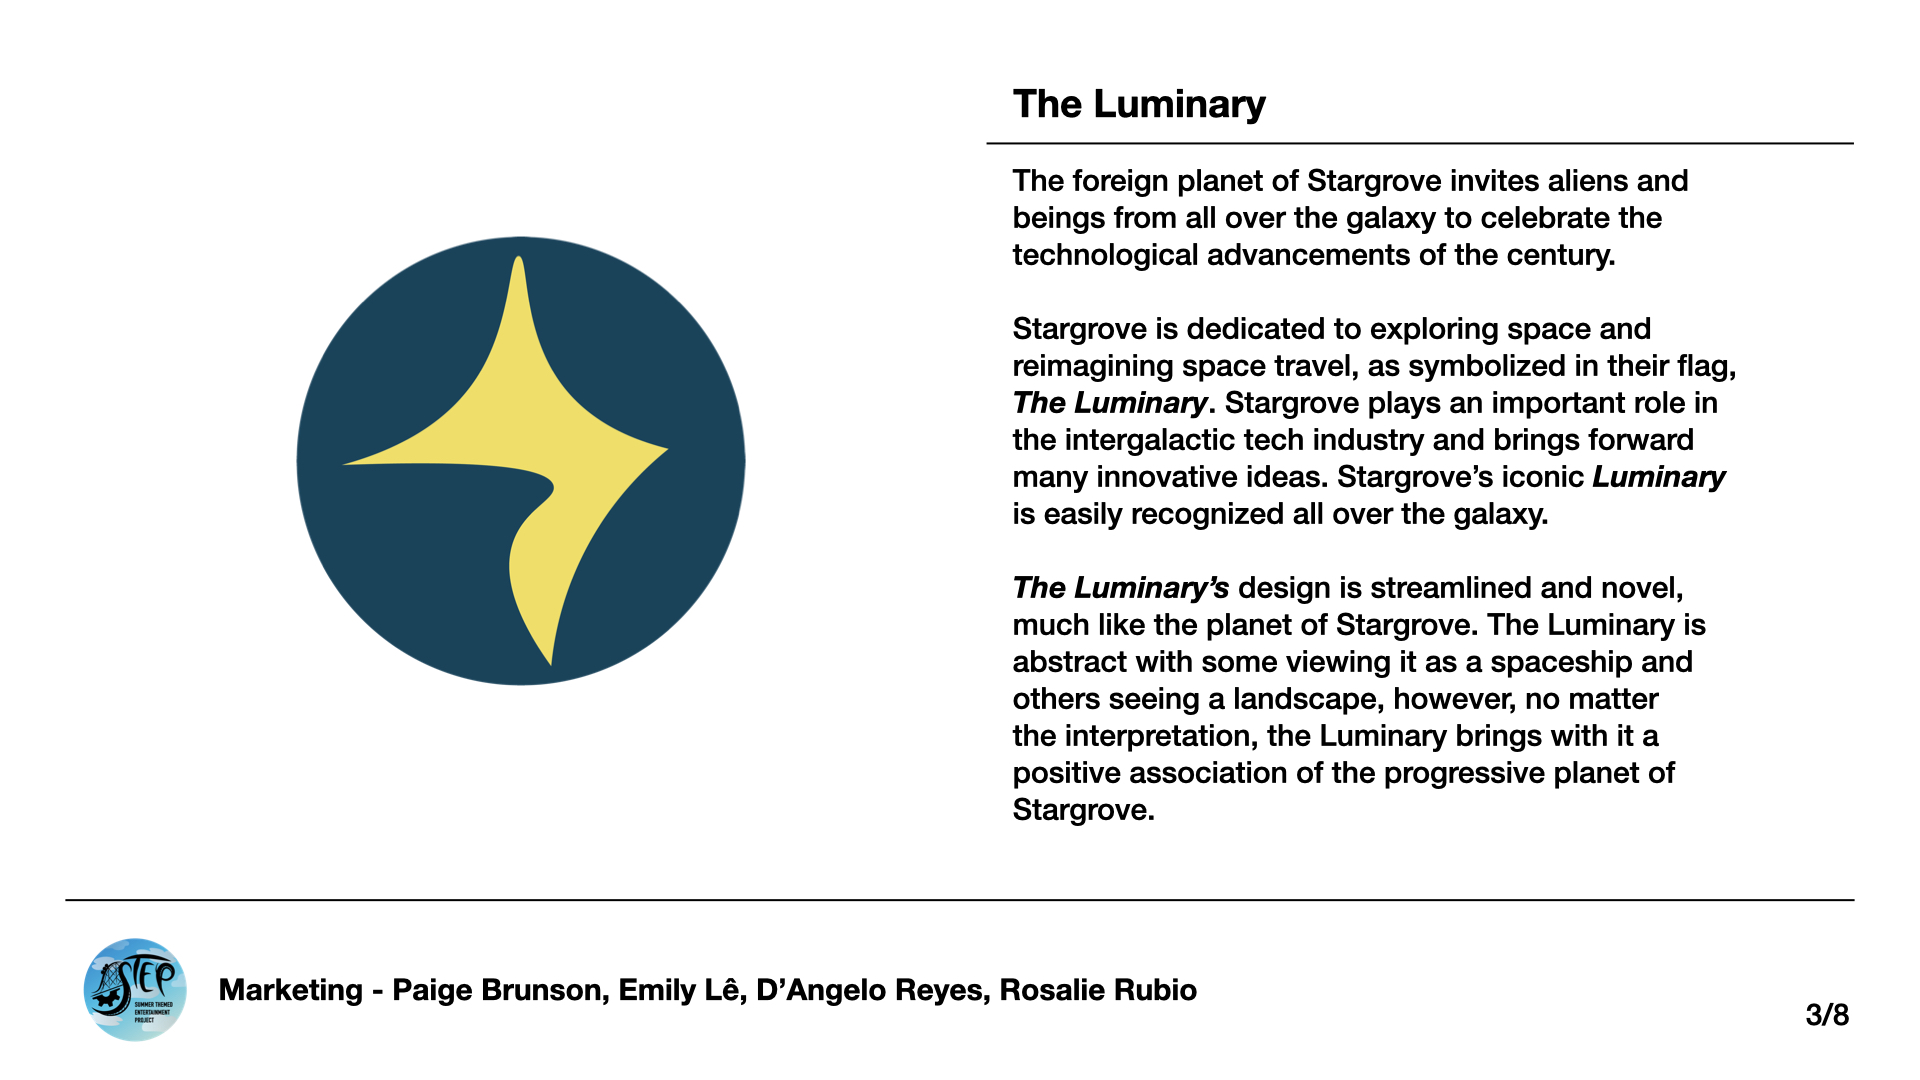 The Luminary
The foreign planet of Stargrove invites aliens and
beings from all over the galaxy to celebrate the
technological advancements of the century.
Stargrove is dedicated to exploring space and
reimagining space travel, as symbolized in their flag,
The Luminary. Stargrove plays an important role in
the intergalactic tech industry and brings forward
many innovative ideas. Stargrove’s iconic Luminary
is easily recognized all over the galaxy.
The Luminary’s design is streamlined and novel,
much like the planet of Stargrove. The Luminary is
abstract with some viewing it as a spaceship and
others seeing a landscape, however, no matter
the interpretation, the Luminary brings with it a
positive association of the progressive planet of
Stargrove.
STEP
SUMMER THEMED
ENTERTAINMENT
PROJECT
Marketing - Paige Brunson, Emily Lê, D’Angelo Reyes, Rosalie Rubio
3/8